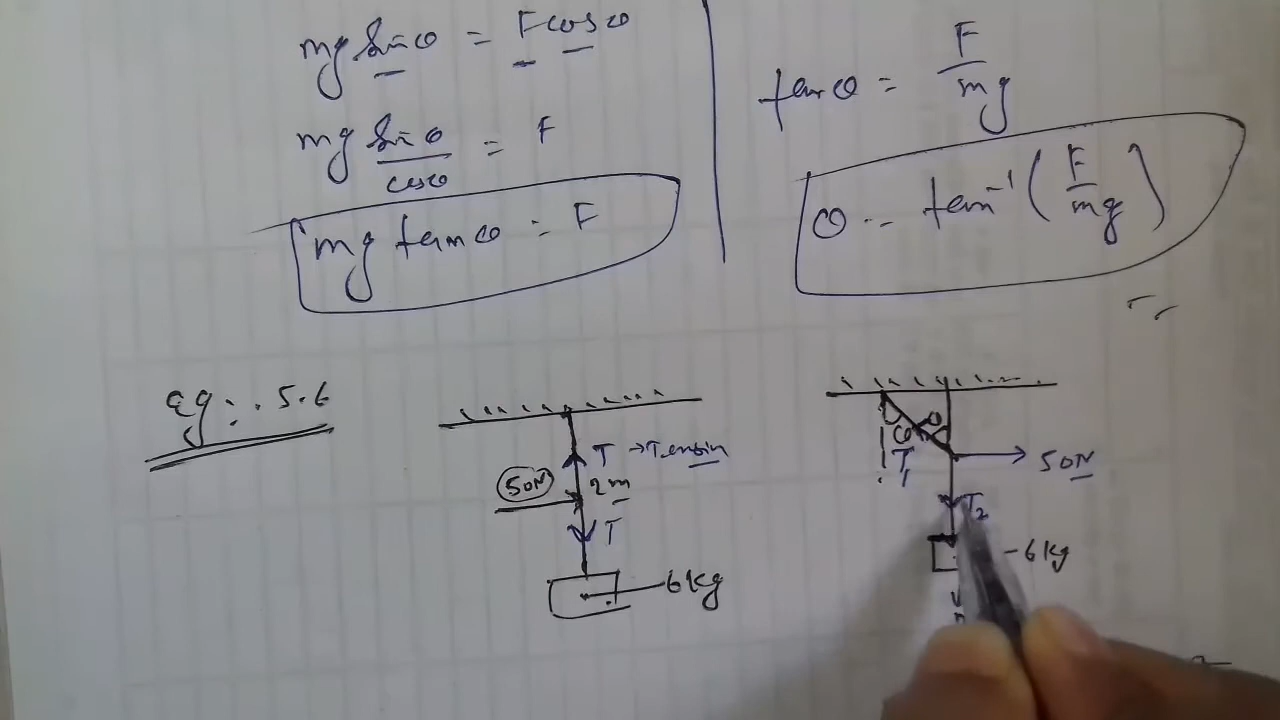 mg sinθ = F cosθ
mg sinθ/cosθ = F
mg tanθ = F
tanθ = F/mg
θ = tan⁻¹(F/mg)
eg: 5.6
T → Tension
50N
2m
T
6kg
θ θ
T₁
50N
T₂
6kg